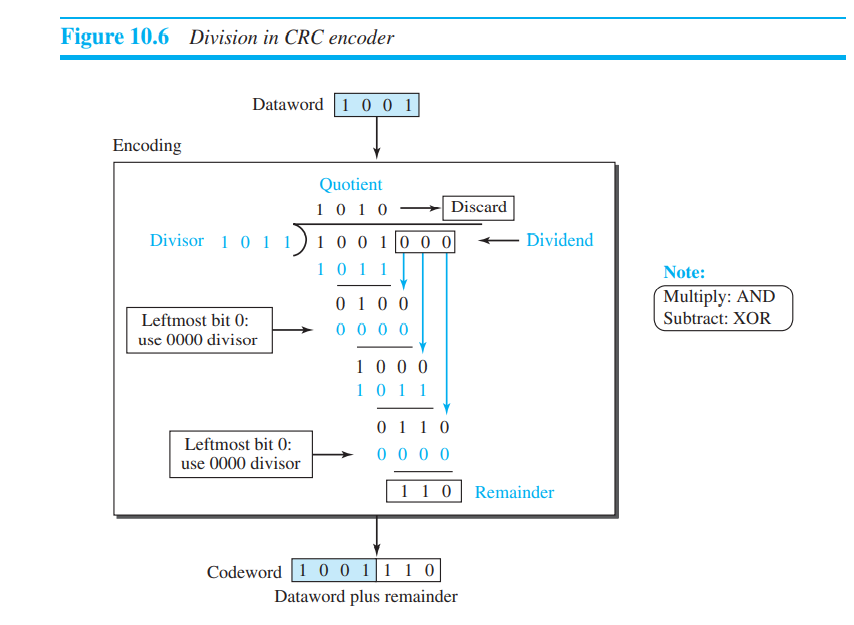 Figure 10.6 Division in CRC encoder
Dataword 1 0 0 1
Encoding
Quotient
1 0 1 0 Discard
Divisor 1 0 1 1 1 0 0 1 0 0 0 Dividend
1 0 1 1
0 1 0 0
Leftmost bit 0:
use 0000 divisor
0 0 0 0
1 0 0 0
1 0 1 1
0 1 1 0
Leftmost bit 0:
use 0000 divisor
0 0 0 0
1 1 0 Remainder
Note:
Multiply: AND
Subtract: XOR
Codeword 1 0 0 1 1 1 0
Dataword plus remainder